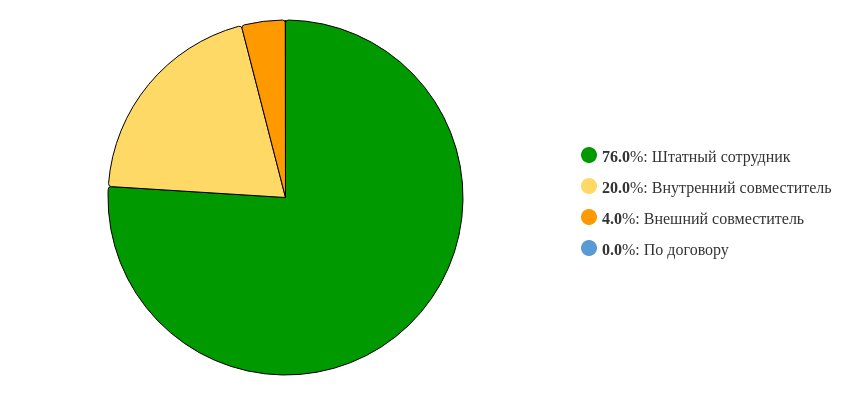 76.0%: Штатный сотрудник
20.0%: Внутренний совместитель
4.0%: Внешний совместитель
0.0%: По договору